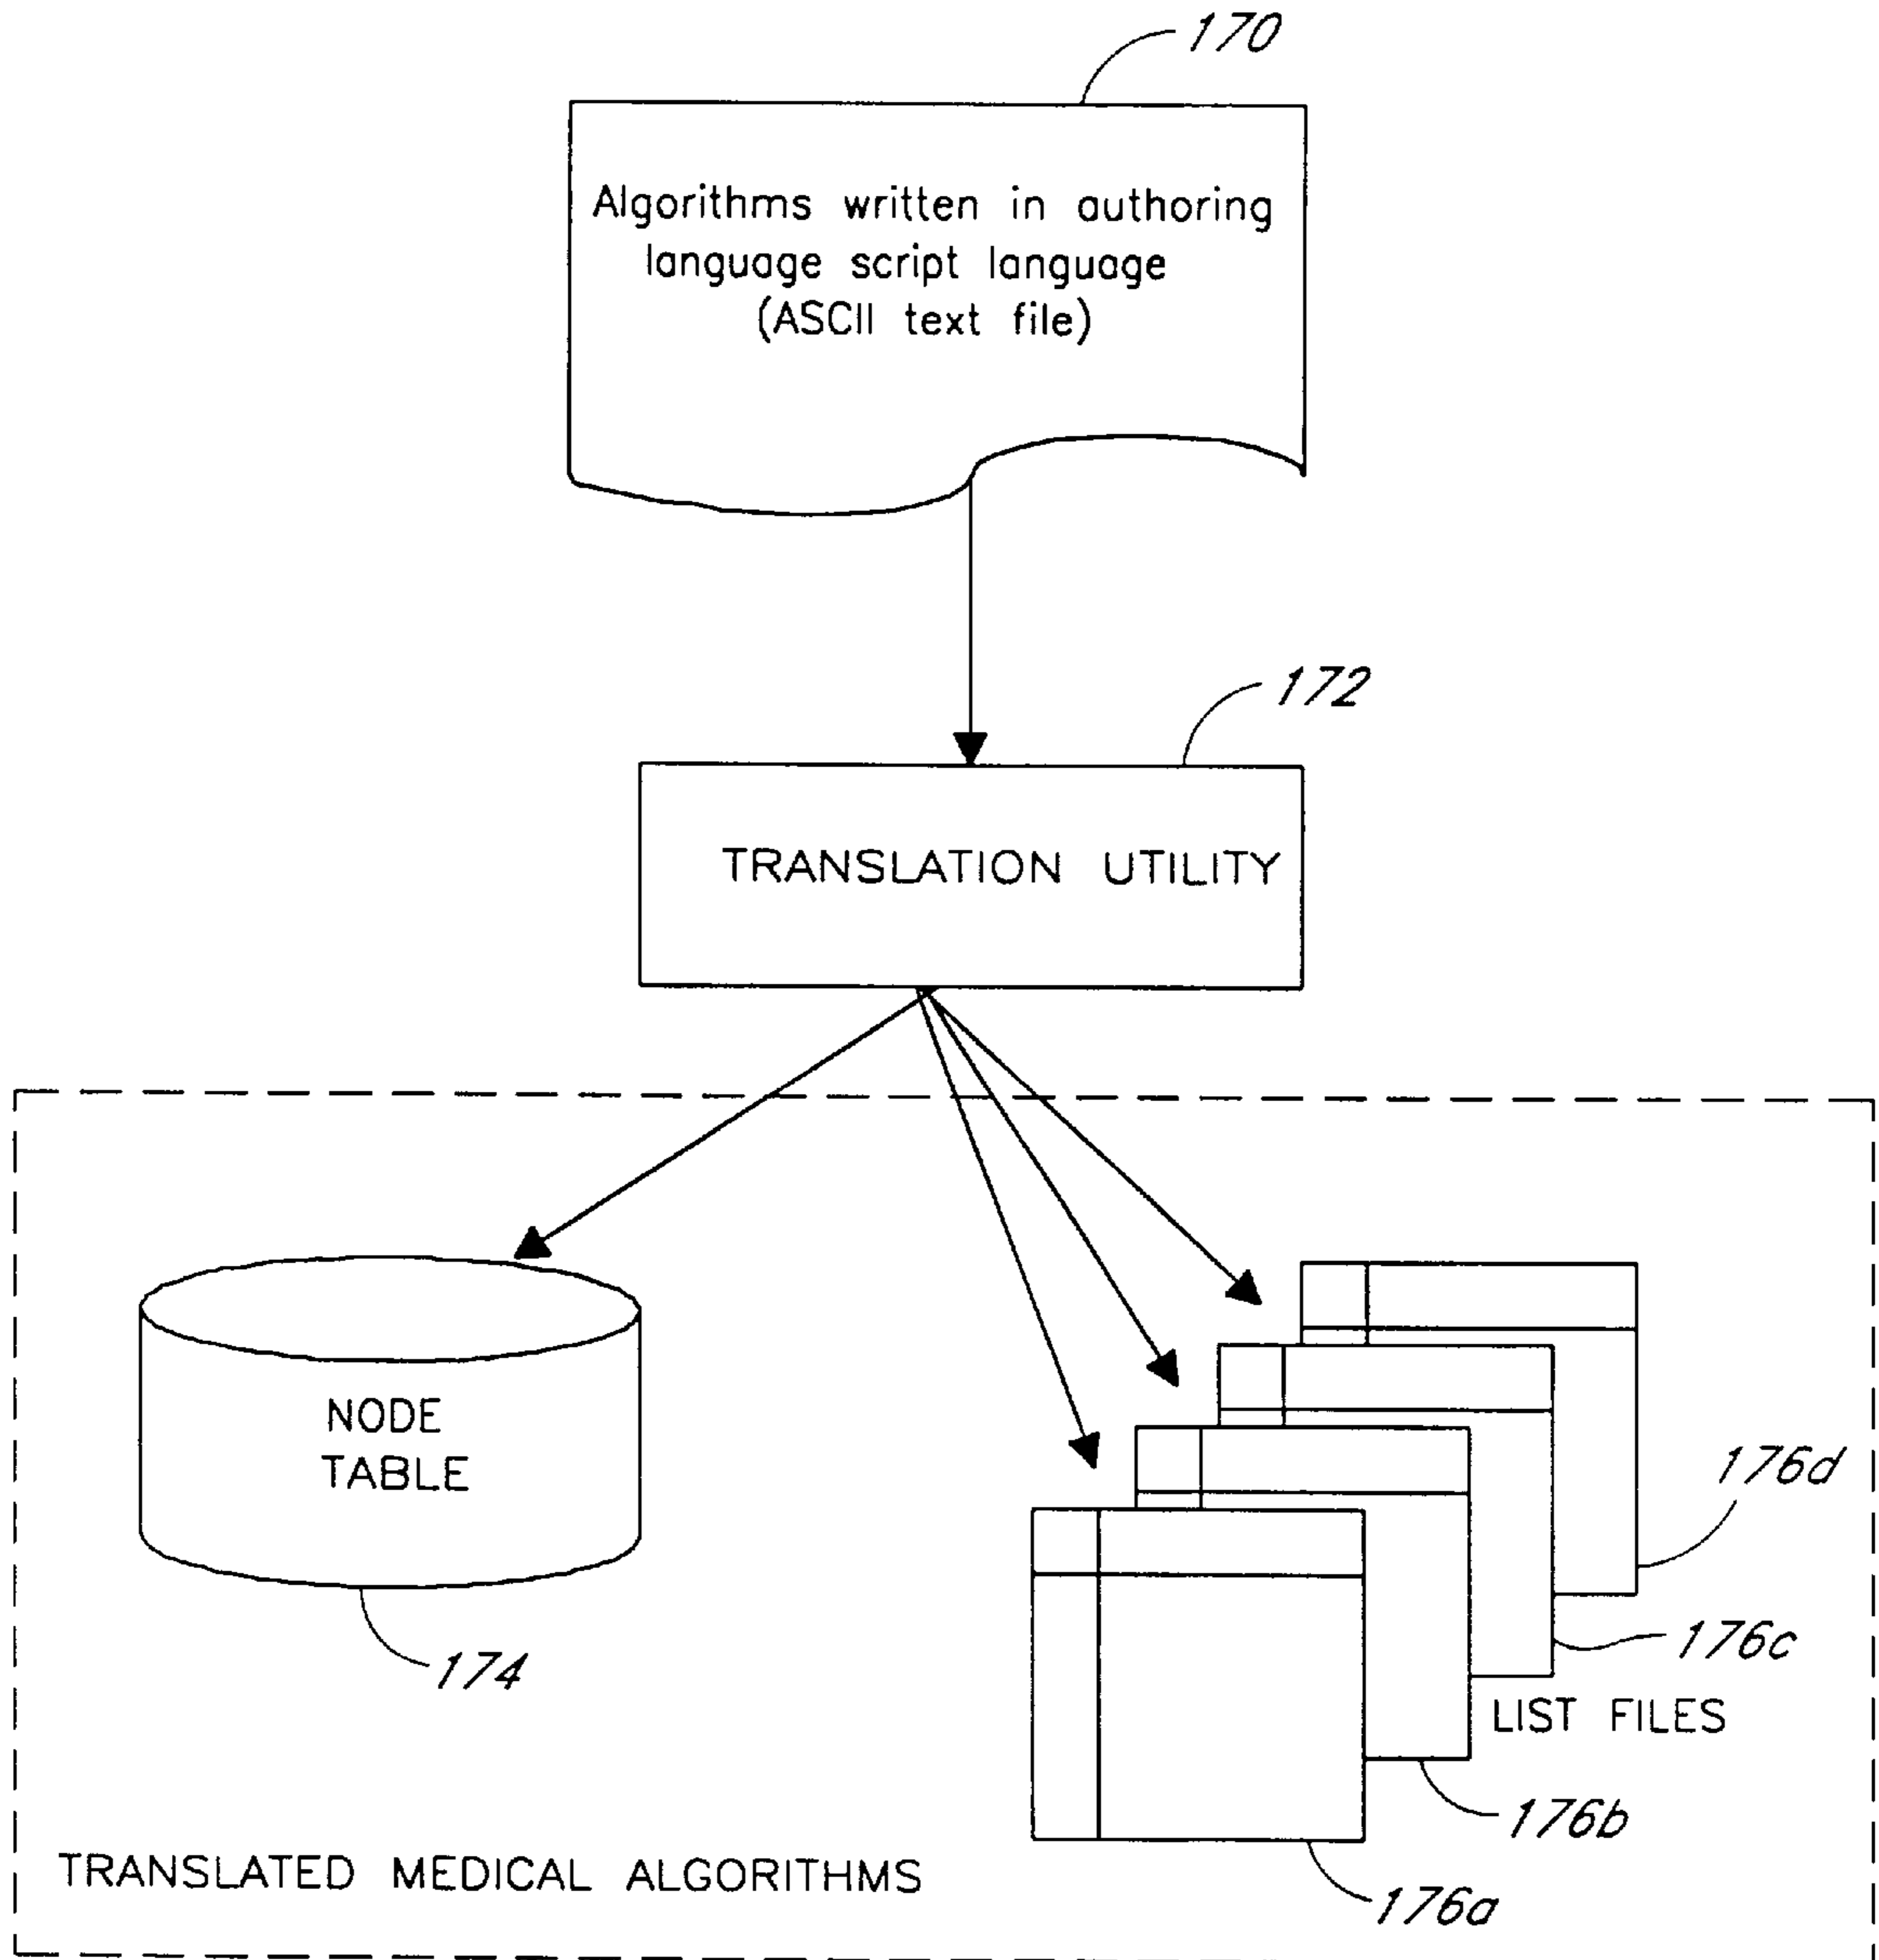 170
Algorithms written in authoring
language script language
(ASCII text file)
172
TRANSLATION UTILITY
NODE
TABLE
174
176d
176c
LIST FILES
176b
176a
TRANSLATED MEDICAL ALGORITHMS